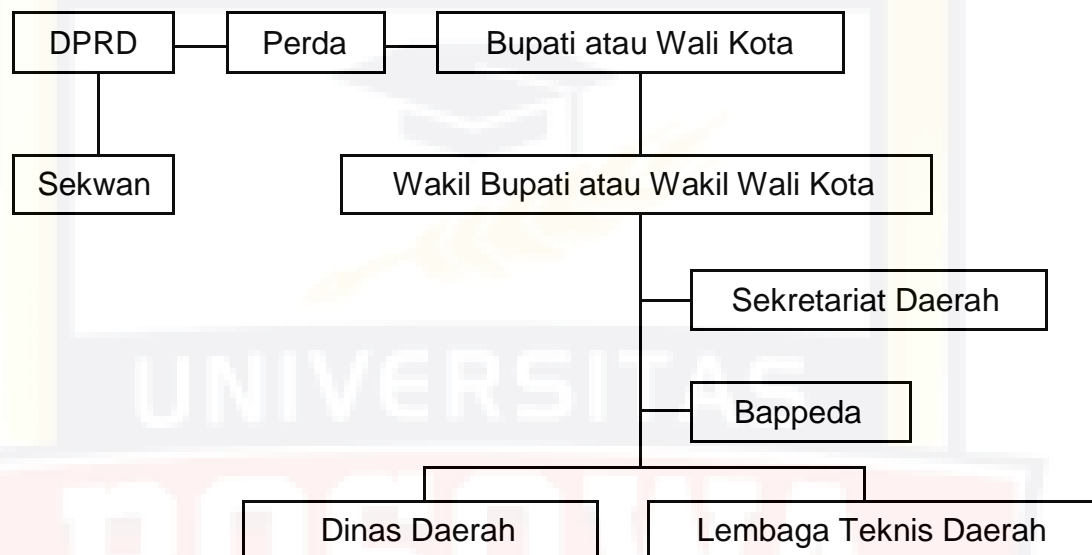 DPRD
Perda
Bupati atau Wali Kota
Sekwan
Wakil Bupati atau Wakil Wali Kota
Sekretariat Daerah
UNIVERSITAS
Bappeda
Dinas Daerah
Lembaga Teknis Daerah